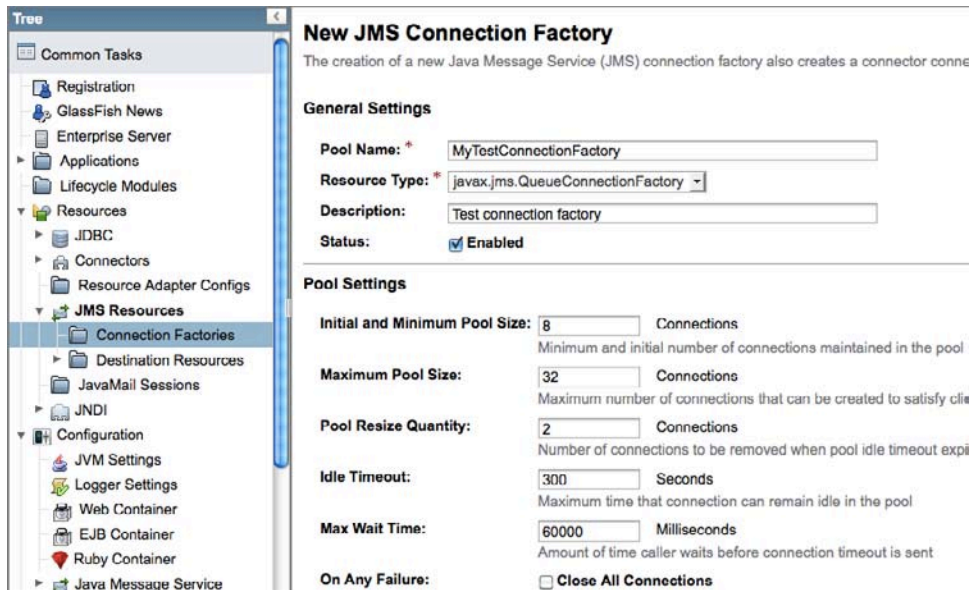 Tree
Common Tasks
Registration
GlassFish News
Enterprise Server
Applications
Lifecycle Modules
Resources
JDBC
Connectors
Resource Adapter Configs
JMS Resources
Connection Factories
Destination Resources
JavaMail Sessions
JNDI
Configuration
JVM Settings
Logger Settings
Web Container
EJB Container
Ruby Container
Java Message Service
New JMS Connection Factory
The creation of a new Java Message Service (JMS) connection factory also creates a connector conne
General Settings
Pool Name: * MyTestConnectionFactory
Resource Type: * javax.jms.QueueConnectionFactory
Description: Test connection factory
Status: Enabled
Pool Settings
Initial and Minimum Pool Size: 8 Connections
Minimum and initial number of connections maintained in the pool
Maximum Pool Size: 32 Connections
Maximum number of connections that can be created to satisfy clie
Pool Resize Quantity: 2 Connections
Number of connections to be removed when pool idle timeout expi
Idle Timeout: 300 Seconds
Maximum time that connection can remain idle in the pool
Max Wait Time: 60000 Milliseconds
Amount of time caller waits before connection timeout is sent
On Any Failure: Close All Connections